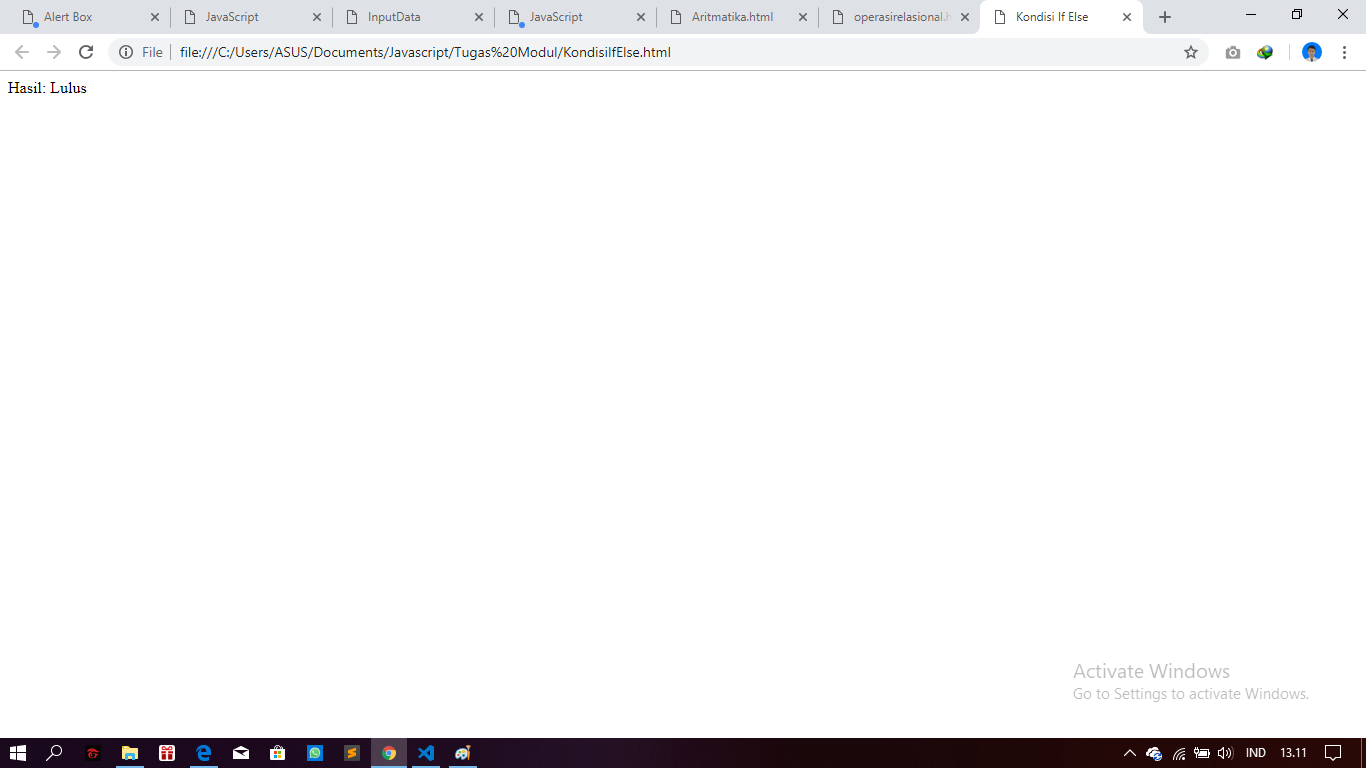 Alert Box
JavaScript
InputData
JavaScript
Aritmatika.html
operasirelasional.h
Kondisi If Else
File
file:///C:/Users/ASUS/Documents/Javascript/Tugas%20Modul/KondisiIfElse.html
Hasil: Lulus
Activate Windows
Go to Settings to activate Windows.
IND
13.11